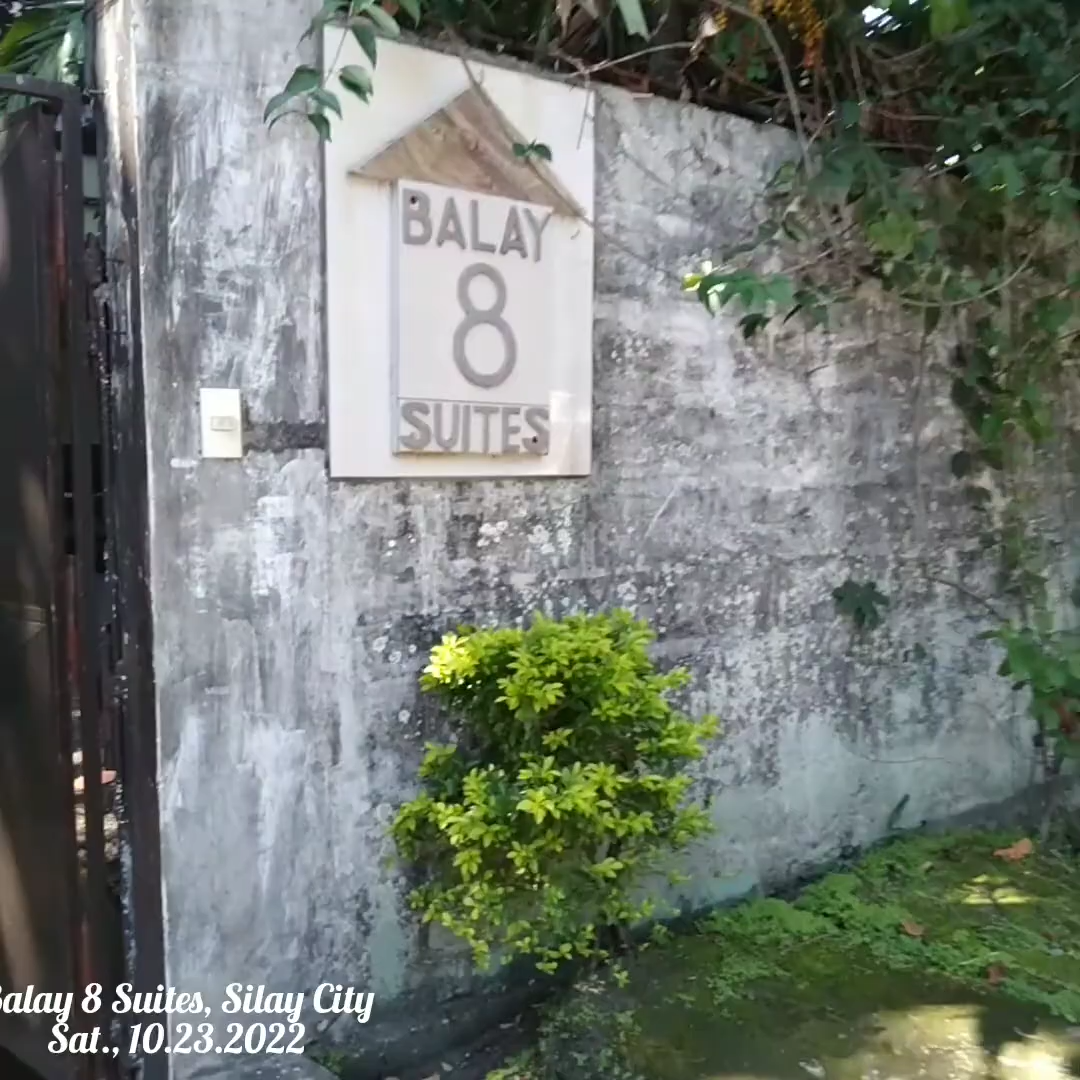 BALAY
8
SUITES
Balay 8 Suites, Silay City
Sat., 10.23.2022